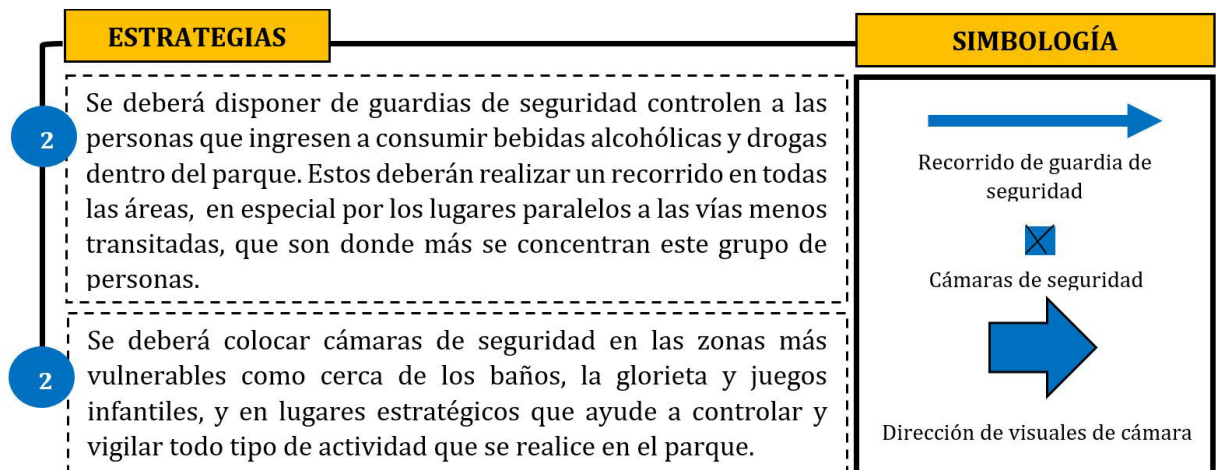 ESTRATEGIAS
2
Se deberá disponer de guardias de seguridad controlen a las
personas que ingresen a consumir bebidas alcohólicas y drogas
dentro del parque. Estos deberán realizar un recorrido en todas
las áreas, en especial por los lugares paralelos a las vías menos
transitadas, que son donde más se concentran este grupo de
personas.
2
Se deberá colocar cámaras de seguridad en las zonas más
vulnerables como cerca de los baños, la glorieta y juegos
infantiles, y en lugares estratégicos que ayude a controlar y
vigilar todo tipo de actividad que se realice en el parque.
SIMBOLOGÍA
Recorrido de guardia de
seguridad
Cámaras de seguridad
Dirección de visuales de cámara